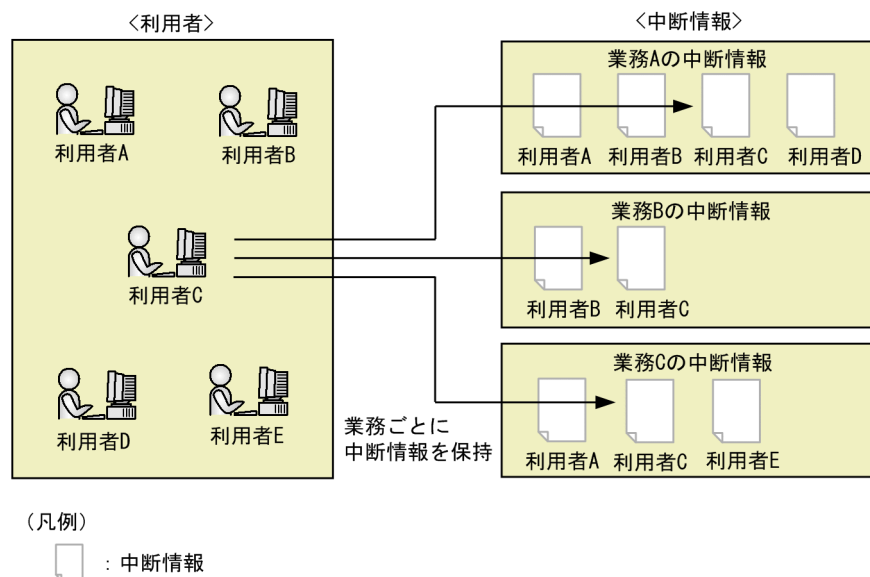 〈利用者〉
利用者A
利用者B
利用者C
利用者D
利用者E
業務ごとに
中断情報を保持
〈中断情報〉
業務Aの中断情報
利用者A 利用者B 利用者C 利用者D
業務Bの中断情報
利用者B 利用者C
業務Cの中断情報
利用者A 利用者C 利用者E
（凡例）
：中断情報